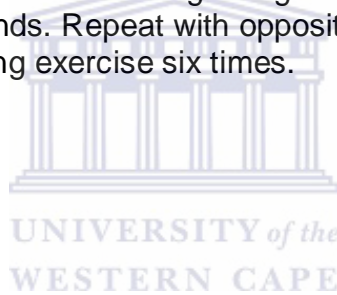 nds. Repeat with opposit
ng exercise six times.
UNIVERSITY of the
WESTERN CAPE